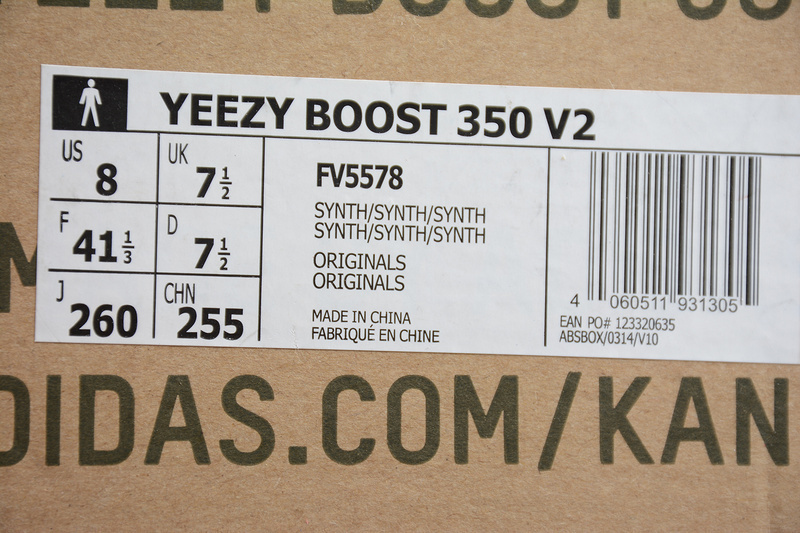 YEEZY BOOST 350 V2
US 8
UK 7 1/2
F 41 1/3
D 7 1/2
J 260
CHN 255
FV5578
SYNTH/SYNTH/SYNTH
SYNTH/SYNTH/SYNTH
ORIGINALS
ORIGINALS
MADE IN CHINA
FABRIQUÉ EN CHINE
4 060511 931305
EAN PO# 123320635
ABSBOX/0314/V10
DIDAS.COM/KAN